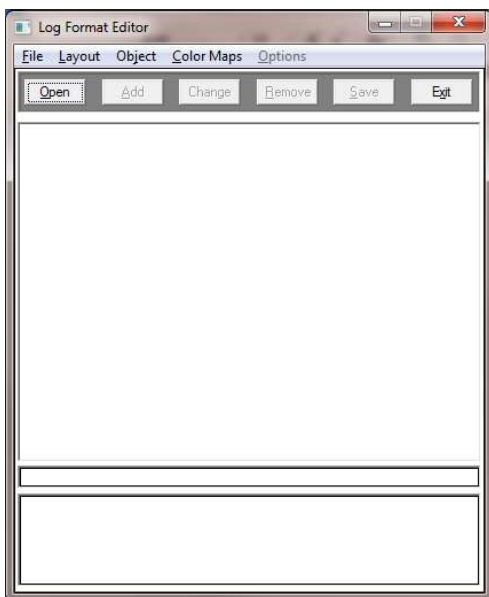 Log Format Editor
File Layout Object Color Maps Options
Open Add Change Remove Save Exit